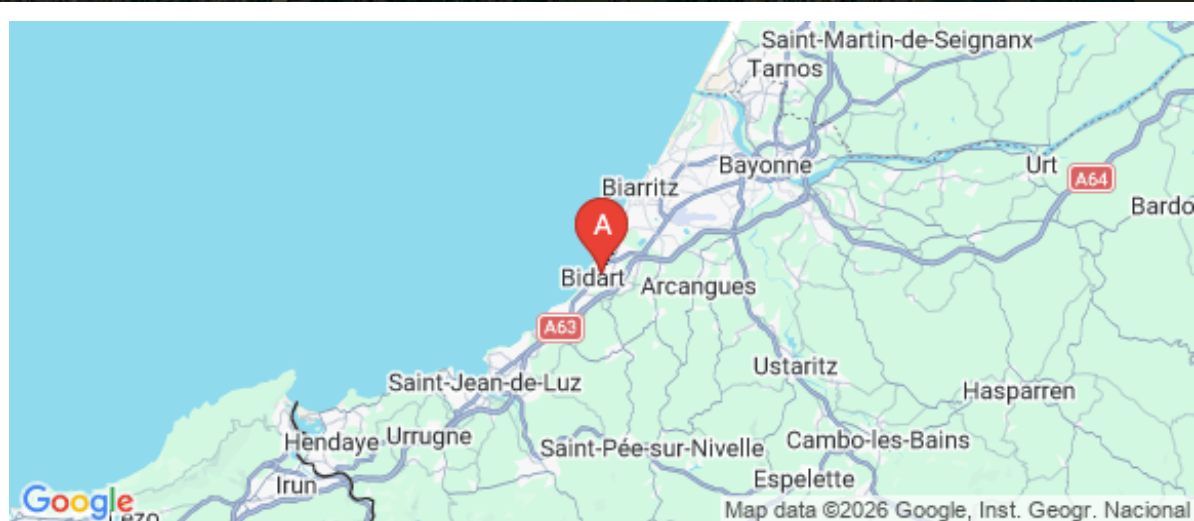 Saint-Martin-de-Seignanx
Tarnos
Bayonne
Urt
A64
Biarritz
Bardo
A
Bidart
Arcangues
A63
Ustaritz
Saint-Jean-de-Luz
Hasparren
Hendaye
Urrugne
Saint-Pée-sur-Nivelle
Cambo-les-Bains
Irun
Espelette
Google
Map data ©2026 Google, Inst. Geogr. Nacional